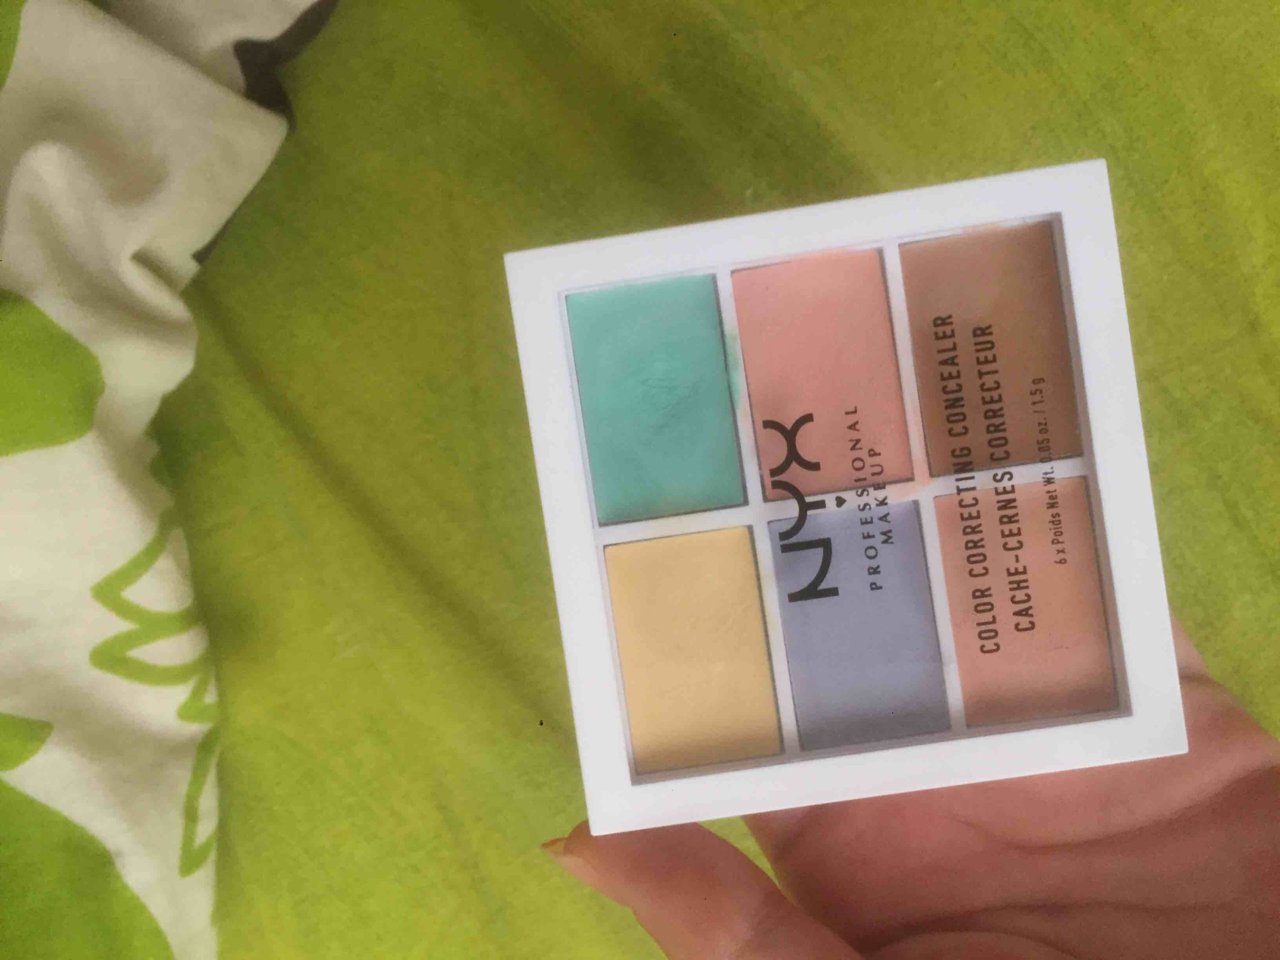 NYX
PROFESSIONAL
MAKEUP
COLOR CORRECTING CONCEALER
CACHE-CERNES CORRECTEUR
6 x Poids Net Wt. 0.05 oz. / 1.5 g